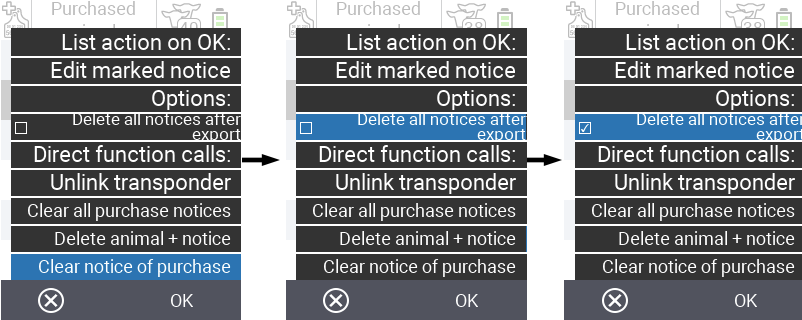 Purchased
40
List action on OK:
Edit marked notice
Options:
Delete all notices after
export
Direct function calls:
Unlink transponder
Clear all purchase notices
Delete animal + notice
Clear notice of purchase
OK
Purchased
38
List action on OK:
Edit marked notice
Options:
Delete all notices after
export
Direct function calls:
Unlink transponder
Clear all purchase notices
Delete animal + notice
Clear notice of purchase
OK
Purchased
38
List action on OK:
Edit marked notice
Options:
Delete all notices after
export
Direct function calls:
Unlink transponder
Clear all purchase notices
Delete animal + notice
Clear notice of purchase
OK